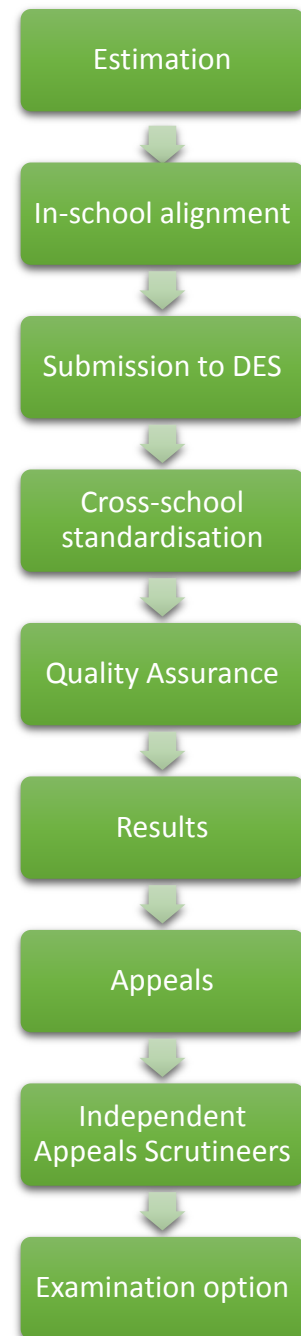 Estimation
In-school alignment
Submission to DES
Cross-school
standardisation
Quality Assurance
Results
Appeals
Independent
Appeals Scrutineers
Examination option